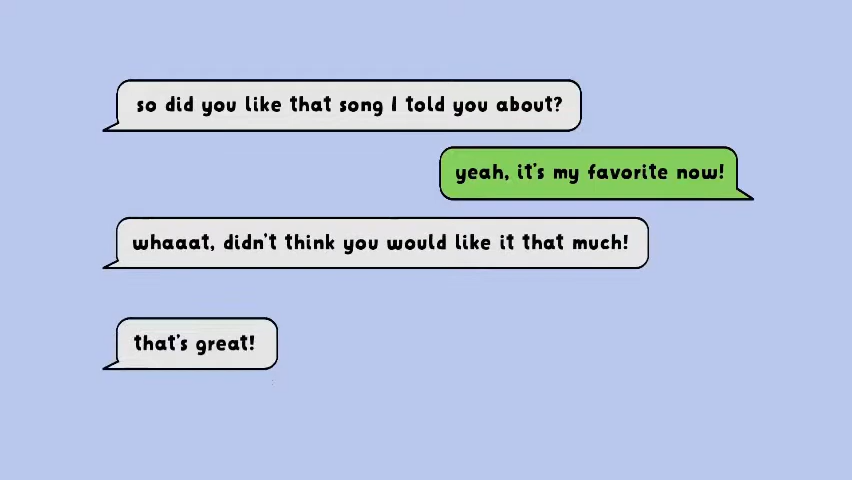 so did you like that song I told you about?
yeah, it's my favorite now!
whaaat, didn't think you would like it that much!
that's great!